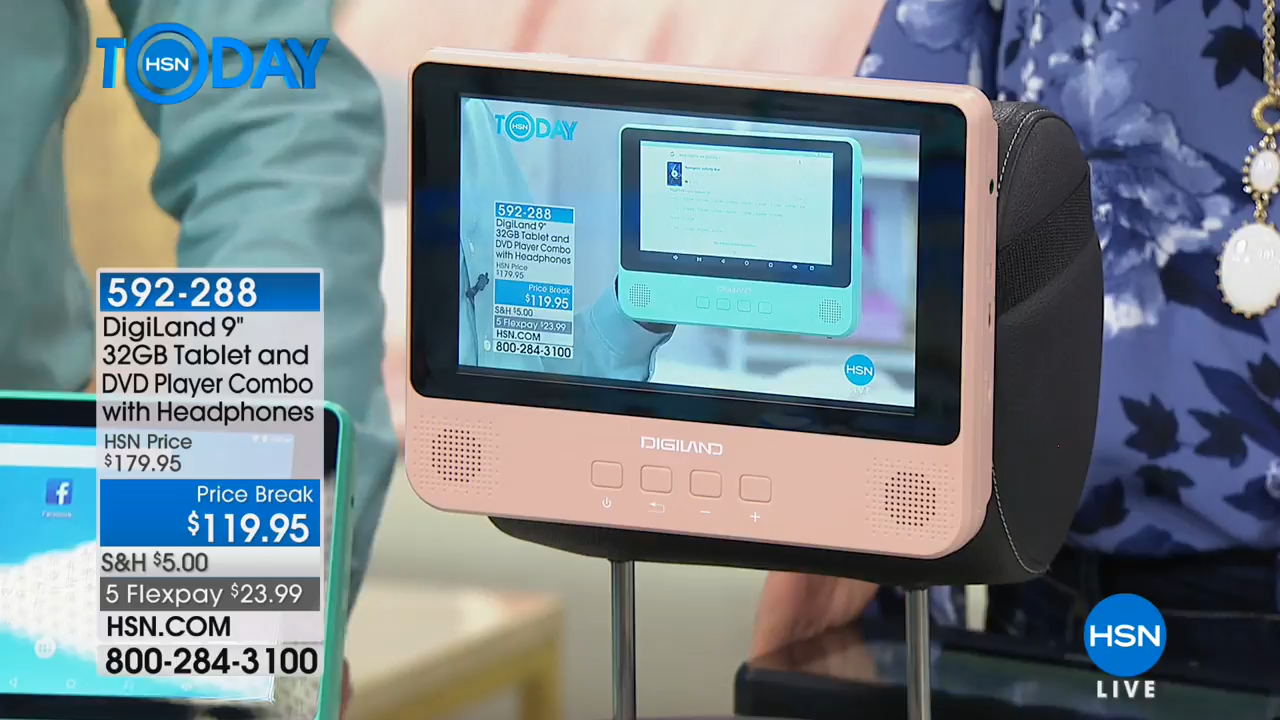 TODAY
HSN
592-288
DigiLand 9"
32GB Tablet and
DVD Player Combo
with Headphones
HSN Price
$179.95
Price Break
$119.95
S&H $5.00
5 Flexpay $23.99
HSN.COM
800-284-3100
Facebook
TODAY
HSN
592-288
DigiLand 9"
32GB Tablet and
DVD Player Combo
with Headphones
HSN Price
$179.95
Price Break
$119.95
S&H $5.00
5 Flexpay $23.99
HSN.COM
800-284-3100
HSN
LIVE
DIGILAND
HSN
LIVE